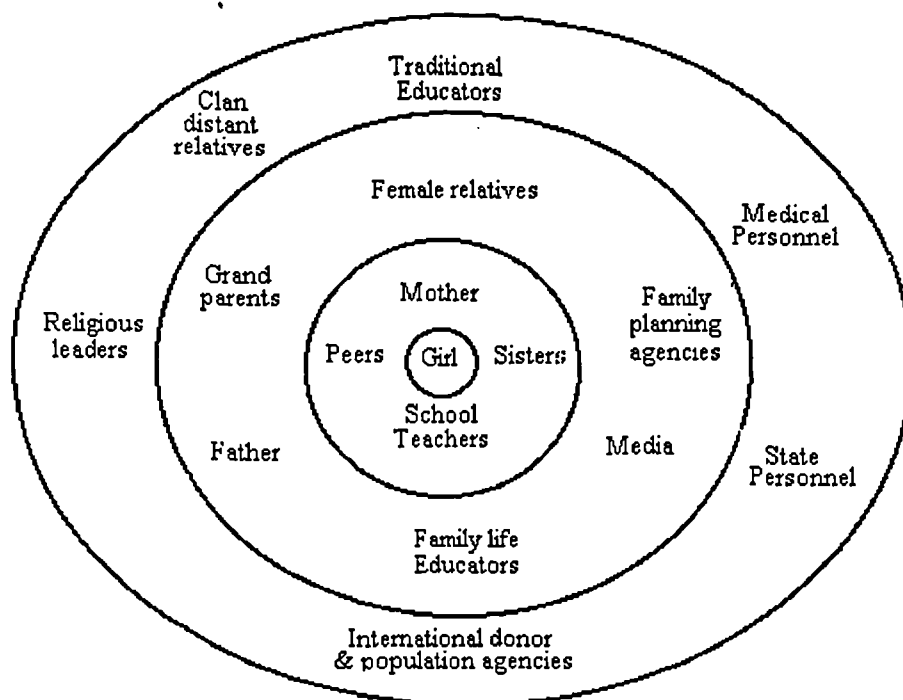 Traditional
Educators
Clan
distant
relatives
Female relatives
Medical
Personnel
Grand
parents
Mother
Family
planning
agencies
Religious
leaders
Peers
Girl
Sisters
School
Teachers
Father
Media
State
Personnel
Family life
Educators
International donor
& population agencies